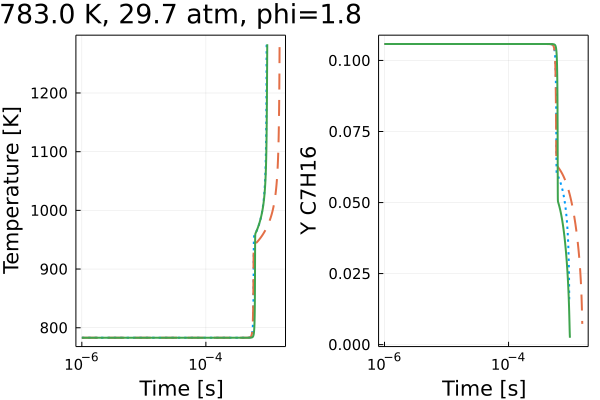 783.0 K, 29.7 atm, phi=1.8
Temperature [K]
1200
1100
1000
900
800
10⁻⁶
10⁻⁴
Time [s]
Y C7H16
0.100
0.075
0.050
0.025
0.000
10⁻⁶
10⁻⁴
Time [s]